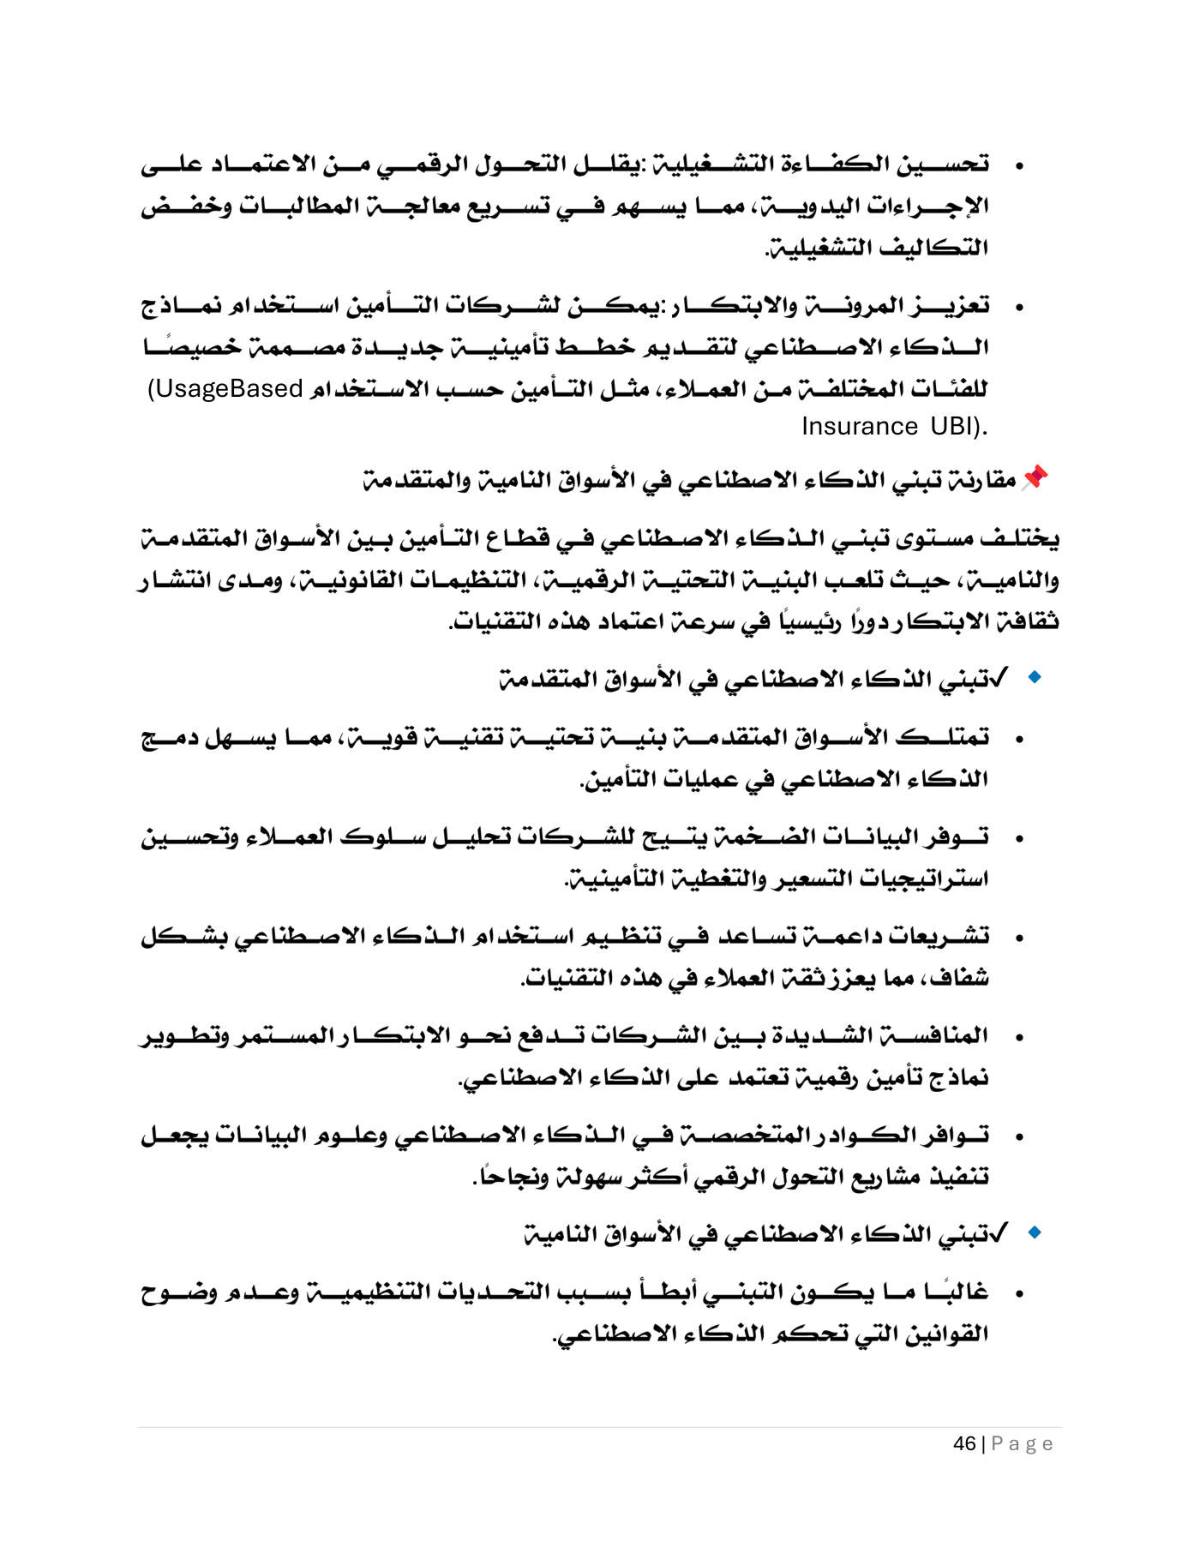 • تحسين الكفاءة التشغيلية :يقلل التحول الرقمي من الاعتماد على
الإجراءات اليدوية، مما يسهم في تسريع معالجة المطالبات وخفض
التكاليف التشغيلية.
• تعزيز المرونة والابتكار :يمكن لشركات التأمين استخدام نماذج
الذكاء الاصطناعي لتقديم خطط تأمينية جديدة مصممة خصيصًا
للفئات المختلفة من العملاء، مثل التأمين حسب الاستخدام (UsageBased
Insurance UBI).
📌 مقارنة تبني الذكاء الاصطناعي في الأسواق النامية والمتقدمة
يختلف مستوى تبني الذكاء الاصطناعي في قطاع التأمين بين الأسواق المتقدمة
والنامية، حيث تلعب البنية التحتية الرقمية، التنظيمات القانونية، ومدى انتشار
ثقافة الابتكار دورًا رئيسيًا في سرعة اعتماد هذه التقنيات.
🔹 ✓تبني الذكاء الاصطناعي في الأسواق المتقدمة
• تمتلك الأسواق المتقدمة بنية تحتية تقنية قوية، مما يسهل دمج
الذكاء الاصطناعي في عمليات التأمين.
• توفر البيانات الضخمة يتيح للشركات تحليل سلوك العملاء وتحسين
استراتيجيات التسعير والتغطية التأمينية.
• تشريعات داعمة تساعد في تنظيم استخدام الذكاء الاصطناعي بشكل
شفاف، مما يعزز ثقة العملاء في هذه التقنيات.
• المنافسة الشديدة بين الشركات تدفع نحو الابتكار المستمر وتطوير
نماذج تأمين رقمية تعتمد على الذكاء الاصطناعي.
• توافر الكوادر المتخصصة في الذكاء الاصطناعي وعلوم البيانات يجعل
تنفيذ مشاريع التحول الرقمي أكثر سهولة ونجاحًا.
🔹 ✓تبني الذكاء الاصطناعي في الأسواق النامية
• غالبًا ما يكون التبني أبطأ بسبب التحديات التنظيمية وعدم وضوح
القوانين التي تحكم الذكاء الاصطناعي.
46 | Page